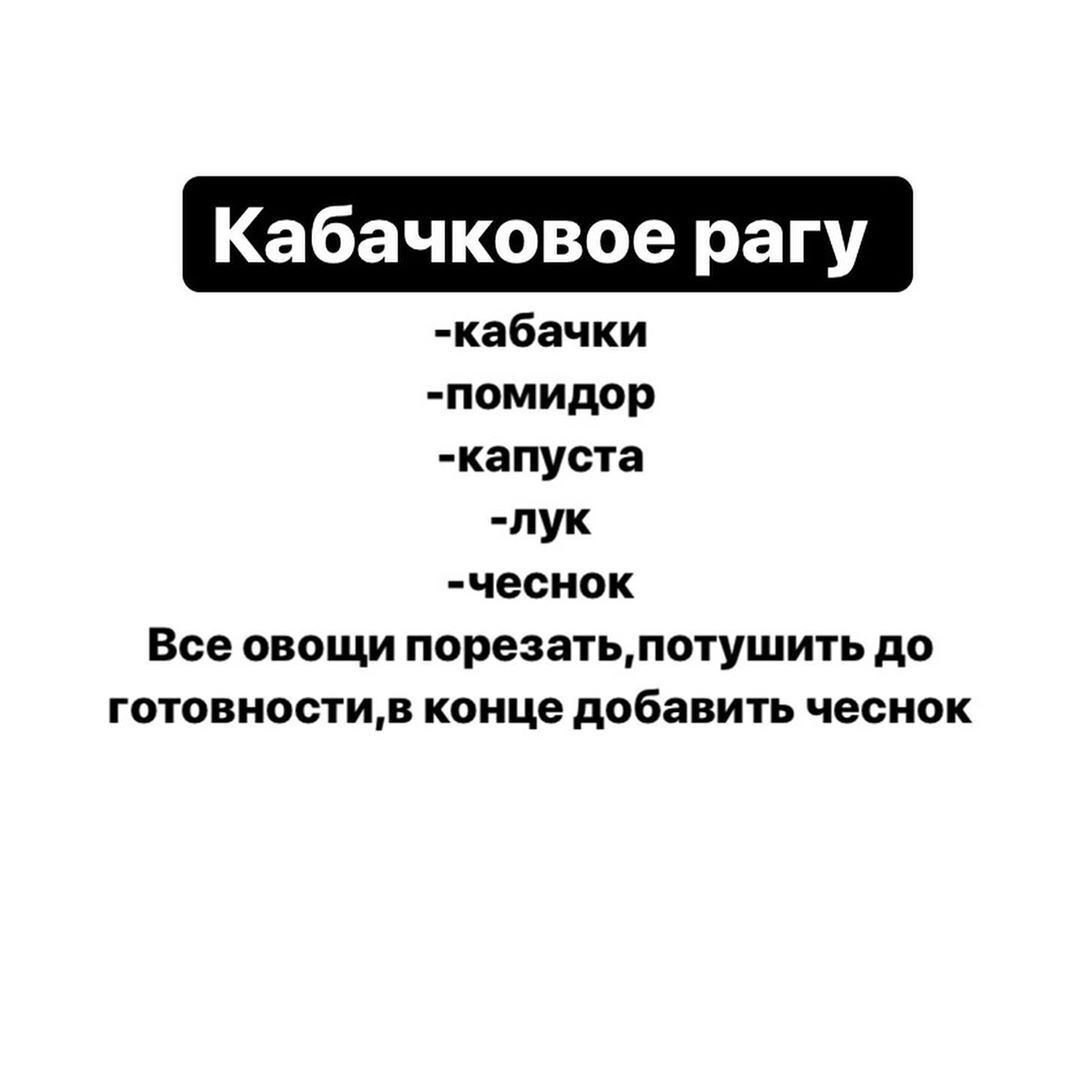 Кабачковое рагу
-кабачки
-помидор
-капуста
-лук
-чеснок
Все овощи порезать,потушить до
готовности,в конце добавить чеснок